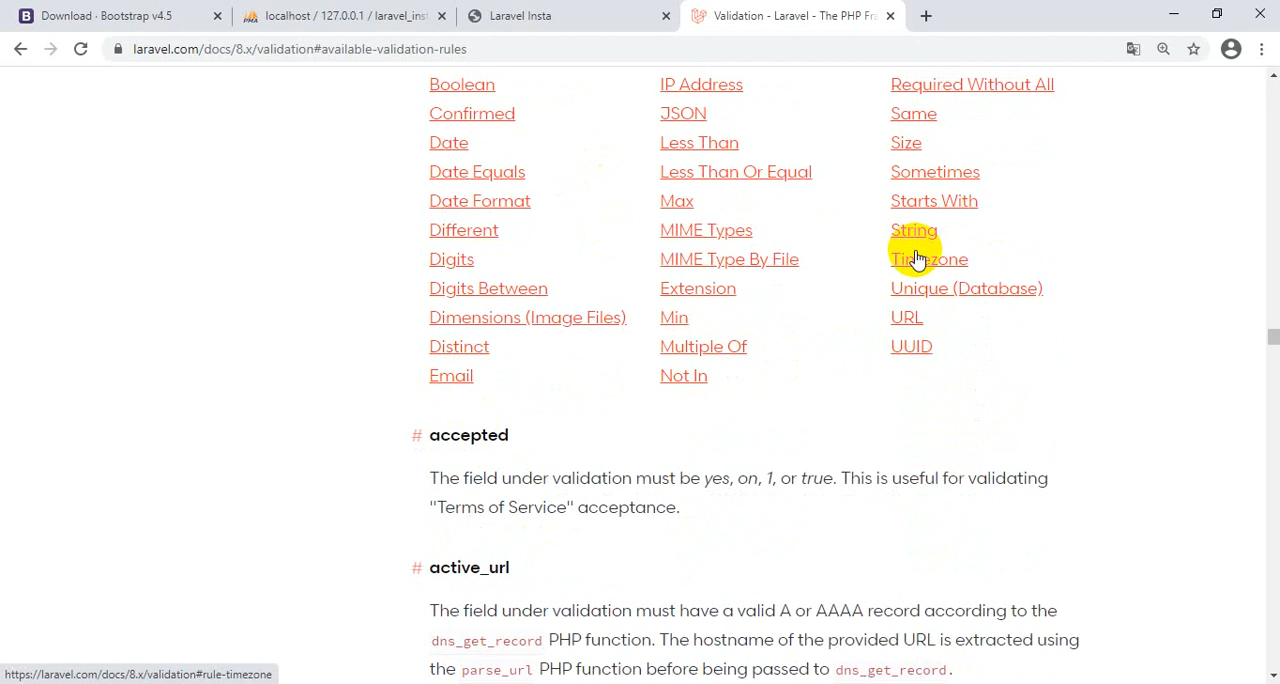 Download · Bootstrap v4.5
localhost / 127.0.0.1 / laravel_inst
Laravel Insta
Validation - Laravel - The PHP Fra
laravel.com/docs/8.x/validation#available-validation-rules
Boolean
Confirmed
Date
Date Equals
Date Format
Different
Digits
Digits Between
Dimensions (Image Files)
Distinct
Email
IP Address
JSON
Less Than
Less Than Or Equal
Max
MIME Types
MIME Type By File
Extension
Min
Multiple Of
Not In
Required Without All
Same
Size
Sometimes
Starts With
String
Timezone
Unique (Database)
URL
UUID
# accepted
The field under validation must be yes, on, 1, or true. This is useful for validating
"Terms of Service" acceptance.
# active_url
The field under validation must have a valid A or AAAA record according to the
dns_get_record PHP function. The hostname of the provided URL is extracted using
the parse_url PHP function before being passed to dns_get_record.
https://laravel.com/docs/8.x/validation#rule-timezone